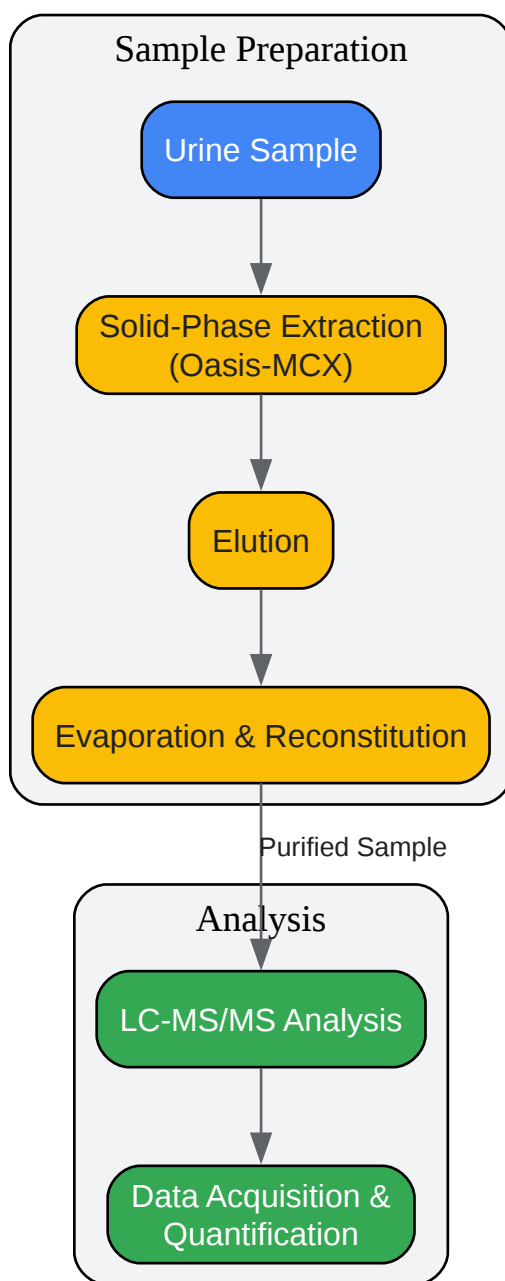 Sample Preparation
Urine Sample
Solid-Phase Extraction
(Oasis-MCX)
Elution
Evaporation & Reconstitution
Purified Sample
Analysis
LC-MS/MS Analysis
Data Acquisition &
Quantification